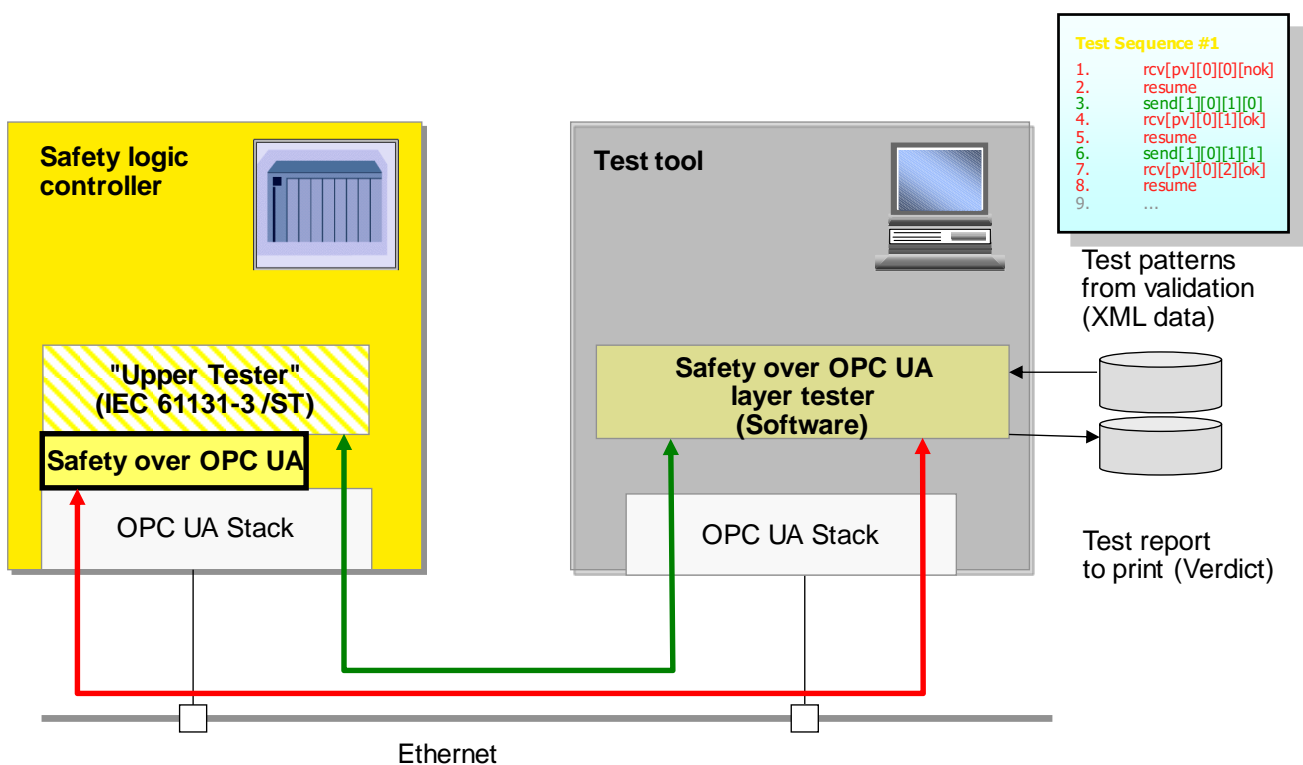 Test Sequence #1
1. rcv[pv][0][0][nok]
2. resume
3. send[1][0][1][0]
4. rcv[pv][0][1][ok]
5. resume
6. send[1][0][1][1]
7. rcv[pv][0][2][ok]
8. resume
9. ...
Safety logic
controller
Test tool
Test patterns
from validation
(XML data)
"Upper Tester"
(IEC 61131-3 /ST)
Safety over OPC UA
layer tester
(Software)
Safety over OPC UA
OPC UA Stack
OPC UA Stack
Test report
to print (Verdict)
Ethernet